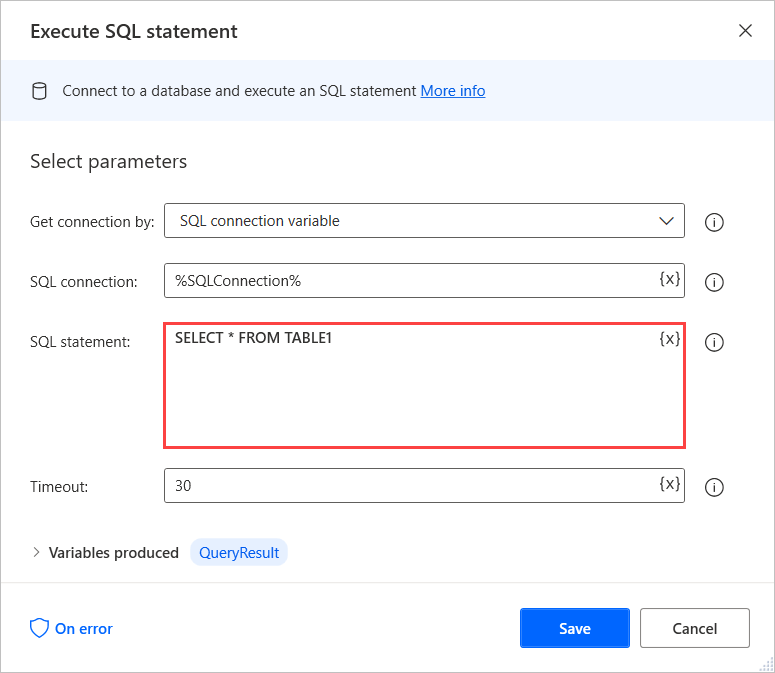 Execute SQL statement
Connect to a database and execute an SQL statement More info
Select parameters
Get connection by: SQL connection variable
SQL connection: %SQLConnection% {x}
SQL statement: SELECT * FROM TABLE1 {x}
Timeout: 30 {x}
Variables produced QueryResult
On error Save Cancel